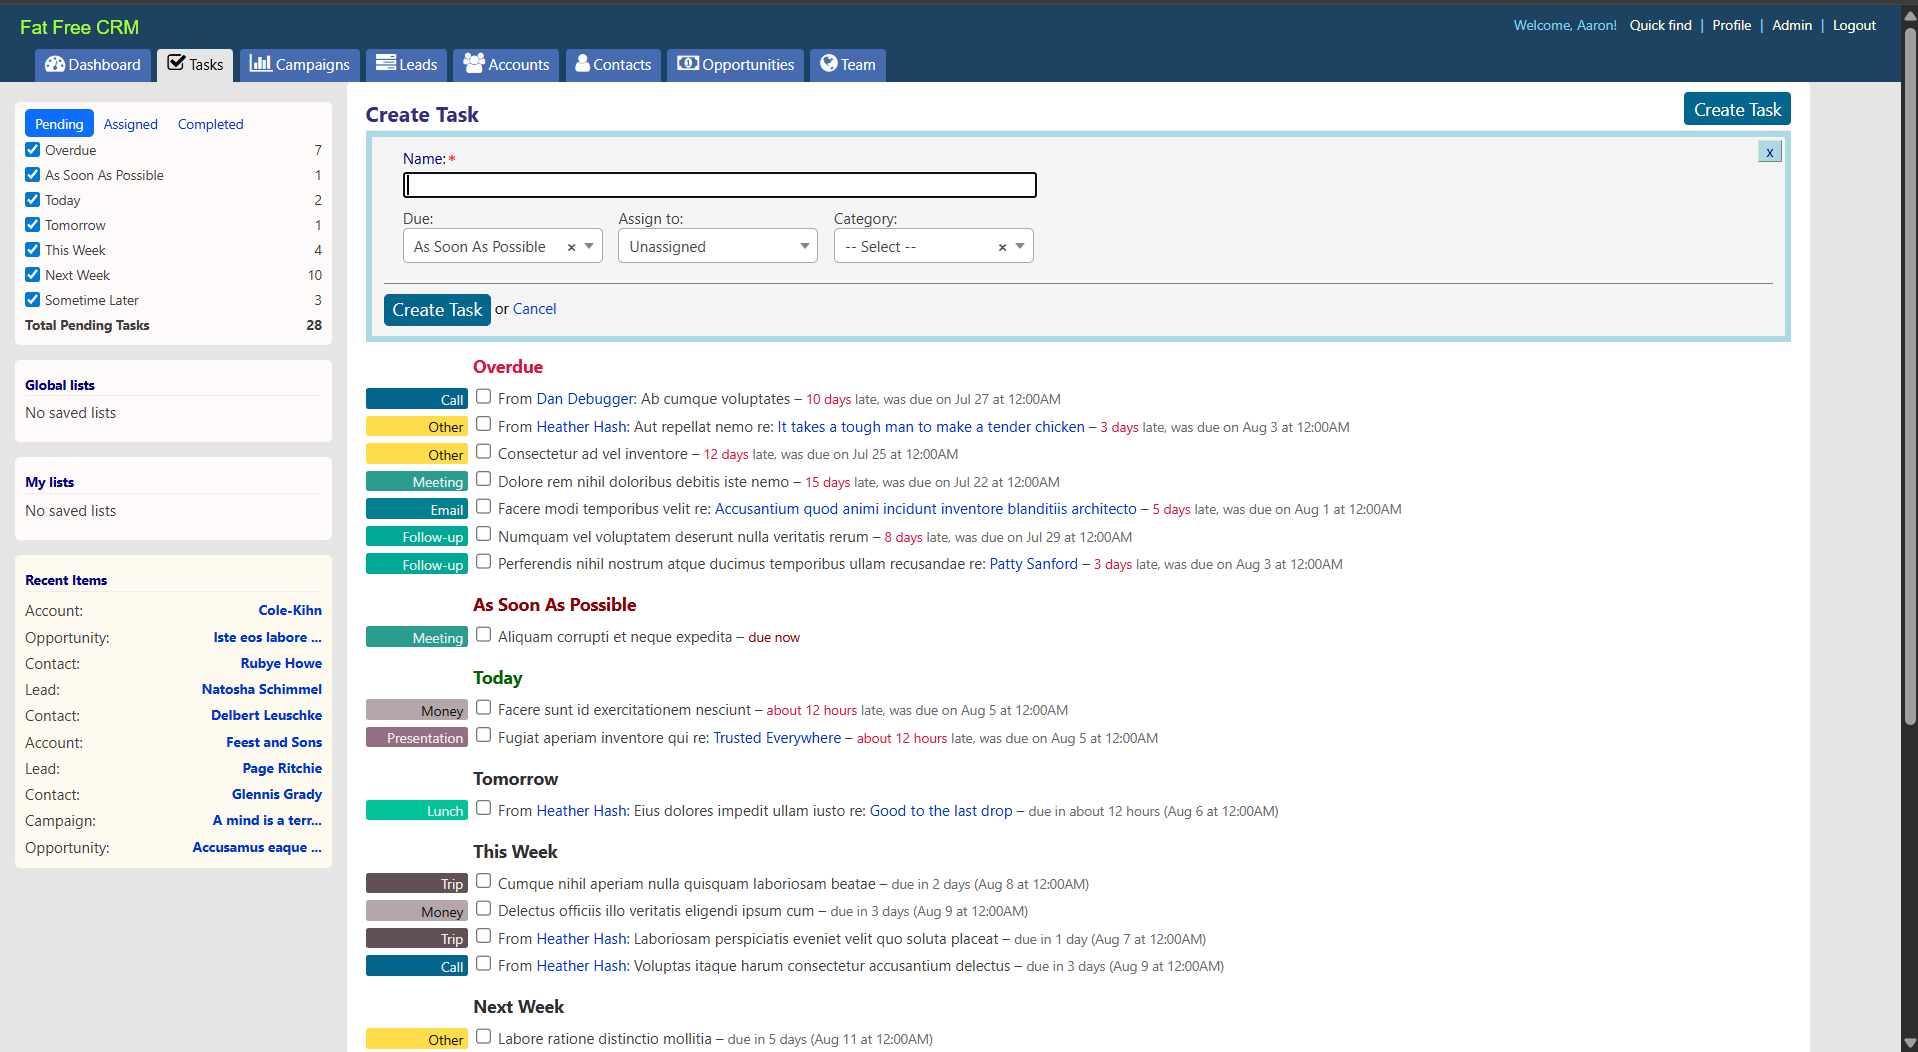 Fat Free CRM
Welcome, Aaron! Quick find | Profile | Admin | Logout
Dashboard Tasks Campaigns Leads Accounts Contacts Opportunities Team
Pending Assigned Completed
Overdue 7
As Soon As Possible 1
Today 2
Tomorrow 1
This Week 4
Next Week 10
Sometime Later 3
Total Pending Tasks 28
Global lists
No saved lists
My lists
No saved lists
Recent Items
Account: Cole-Kihn
Opportunity: Iste eos labore ...
Contact: Rubye Howe
Lead: Natosha Schimmel
Contact: Delbert Leuschke
Account: Feest and Sons
Lead: Page Ritchie
Contact: Glennis Grady
Campaign: A mind is a terr...
Opportunity: Accusamus eaque ...
Create Task Create Task
x
Name: *
Due: Assign to: Category:
As Soon As Possible × Unassigned -- Select -- ×
Create Task or Cancel
Overdue
Call From Dan Debugger: Ab cumque voluptates – 10 days late, was due on Jul 27 at 12:00AM
Other From Heather Hash: Aut repellat nemo re: It takes a tough man to make a tender chicken – 3 days late, was due on Aug 3 at 12:00AM
Other Consectetur ad vel inventore – 12 days late, was due on Jul 25 at 12:00AM
Meeting Dolore rem nihil doloribus debitis iste nemo – 15 days late, was due on Jul 22 at 12:00AM
Email Facere modi temporibus velit re: Accusantium quod animi incidunt inventore blanditiis architecto – 5 days late, was due on Aug 1 at 12:00AM
Follow-up Numquam vel voluptatem deserunt nulla veritatis rerum – 8 days late, was due on Jul 29 at 12:00AM
Follow-up Perferendis nihil nostrum atque ducimus temporibus ullam recusandae re: Patty Sanford – 3 days late, was due on Aug 3 at 12:00AM
As Soon As Possible
Meeting Aliquam corrupti et neque expedita – due now
Today
Money Facere sunt id exercitationem nesciunt – about 12 hours late, was due on Aug 5 at 12:00AM
Presentation Fugiat aperiam inventore qui re: Trusted Everywhere – about 12 hours late, was due on Aug 5 at 12:00AM
Tomorrow
Lunch From Heather Hash: Eius dolores impedit ullam iusto re: Good to the last drop – due in about 12 hours (Aug 6 at 12:00AM)
This Week
Trip Cumque nihil aperiam nulla quisquam laboriosam beatae – due in 2 days (Aug 8 at 12:00AM)
Money Delectus officiis illo veritatis eligendi ipsum cum – due in 3 days (Aug 9 at 12:00AM)
Trip From Heather Hash: Laboriosam perspiciatis eveniet velit quo soluta placeat – due in 1 day (Aug 7 at 12:00AM)
Call From Heather Hash: Voluptas itaque harum consectetur accusantium delectus – due in 3 days (Aug 9 at 12:00AM)
Next Week
Other Labore ratione distinctio mollitia – due in 5 days (Aug 11 at 12:00AM)